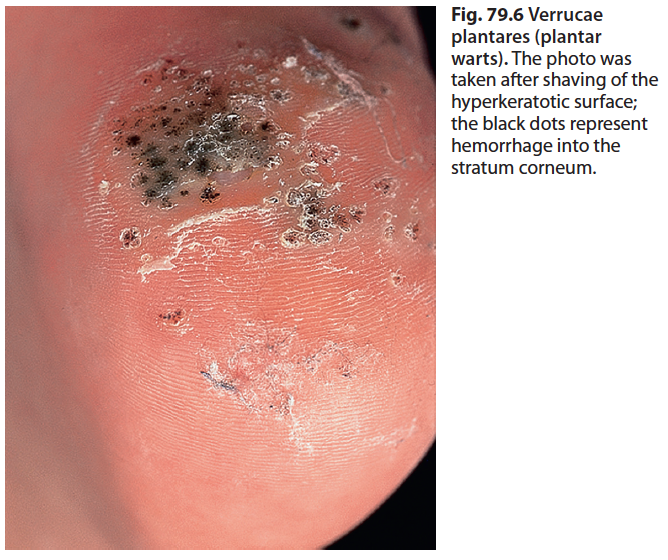 Fig. 79.6 Verrucae
plantares (plantar
warts). The photo was
taken after shaving of the
hyperkeratotic surface;
the black dots represent
hemorrhage into the
stratum corneum.